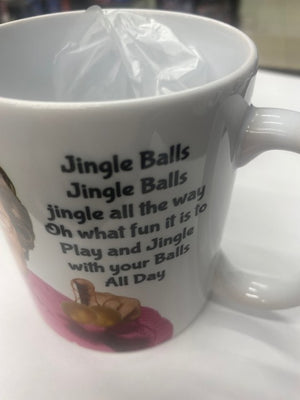 Jingle Balls
Jingle Balls
jingle all the way
Oh what fun it is to
Play and Jingle
with your Balls
All Day